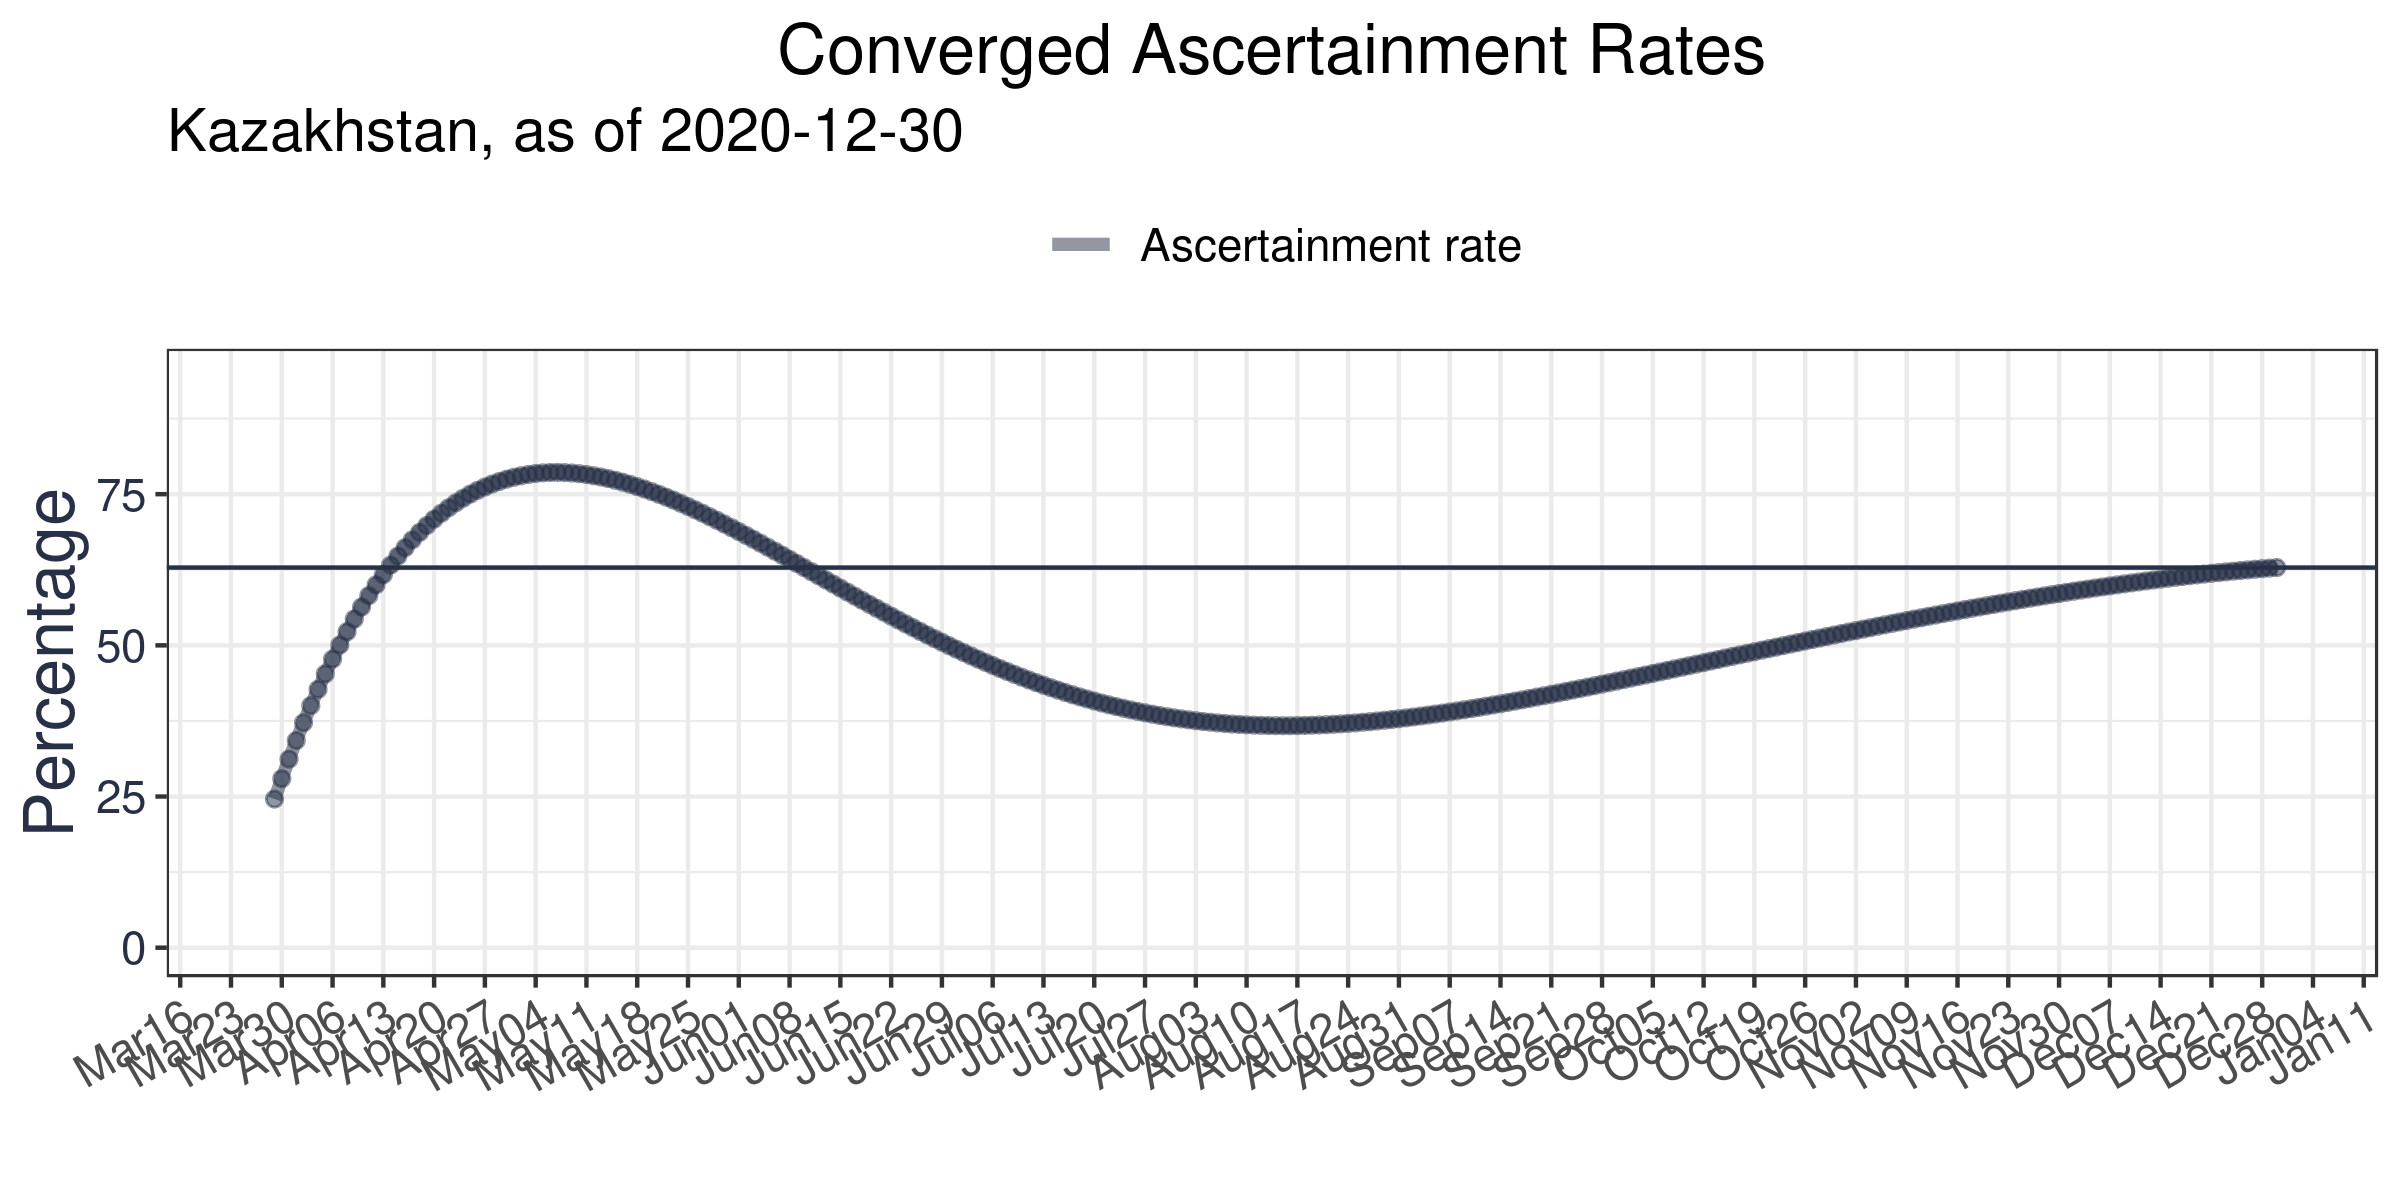 Converged Ascertainment Rates
Kazakhstan, as of 2020-12-30
Ascertainment rate
Percentage
75
50
25
0
Mar16 Mar23 Mar30 Apr06 Apr13 Apr20 Apr27 May04 May11 May18 May25 Jun01 Jun08 Jun15 Jun22 Jun29 Jul06 Jul13 Jul20 Jul27 Aug03 Aug10 Aug17 Aug24 Aug31 Sep07 Sep14 Sep21 Sep28 Oct05 Oct12 Oct19 Oct26 Nov02 Nov09 Nov16 Nov23 Nov30 Dec07 Dec14 Dec21 Dec28 Jan04 Jan11